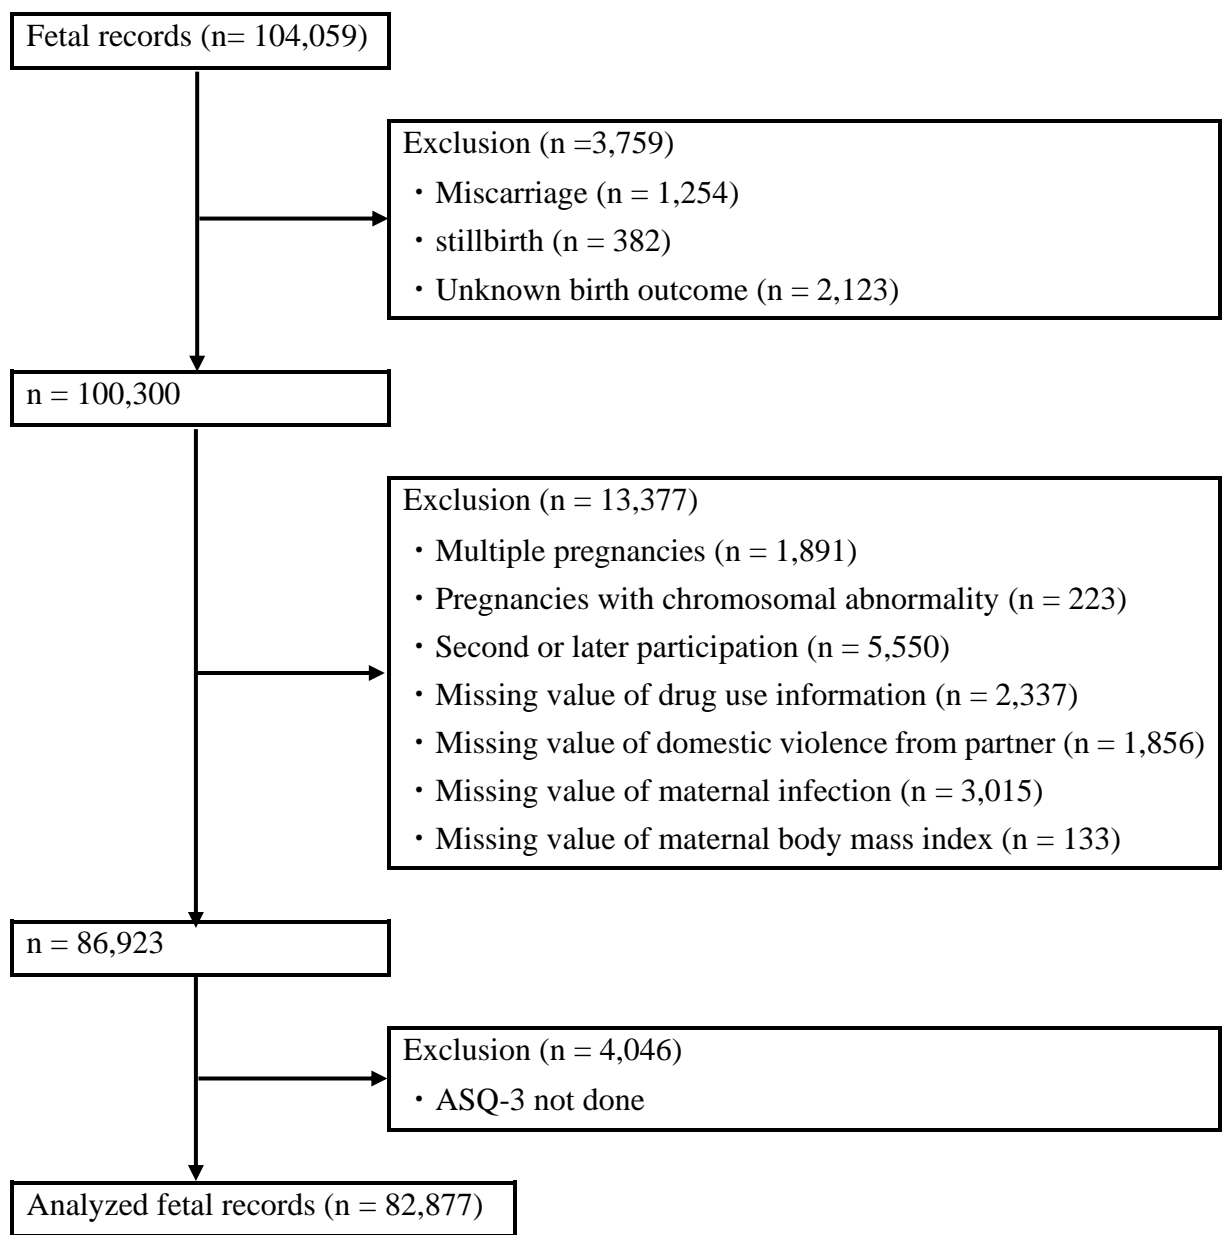 Fetal records (n= 104,059)
Exclusion (n =3,759)
・Miscarriage (n = 1,254)
・stillbirth (n = 382)
・Unknown birth outcome (n = 2,123)
n = 100,300
Exclusion (n = 13,377)
・Multiple pregnancies (n = 1,891)
・Pregnancies with chromosomal abnormality (n = 223)
・Second or later participation (n = 5,550)
・Missing value of drug use information (n = 2,337)
・Missing value of domestic violence from partner (n = 1,856)
・Missing value of maternal infection (n = 3,015)
・Missing value of maternal body mass index (n = 133)
n = 86,923
Exclusion (n = 4,046)
・ASQ-3 not done
Analyzed fetal records (n = 82,877)